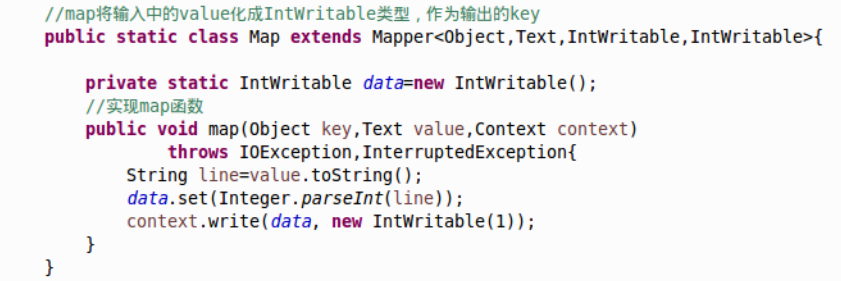 //map将输入中的value化成IntWritable类型，作为输出的key
public static class Map extends Mapper<Object,Text,IntWritable,IntWritable>{
private static IntWritable data=new IntWritable();
//实现map函数
public void map(Object key,Text value,Context context)
throws IOException,InterruptedException{
String line=value.toString();
data.set(Integer.parseInt(line));
context.write(data, new IntWritable(1));
}
}